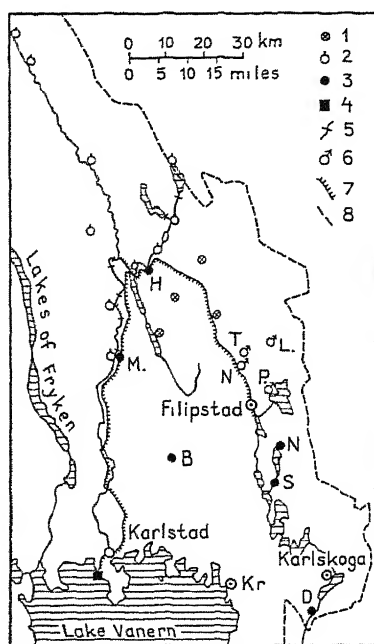 0 10 20 30 km
0 5 10 15 miles
1
2
3
4
5
6
7
8
Lakes of Fryken
H
T
L.
M.
N
P.
Filipstad
B
N
S
Karlstad
Karlskoga
Kr
D
Lake Vanern